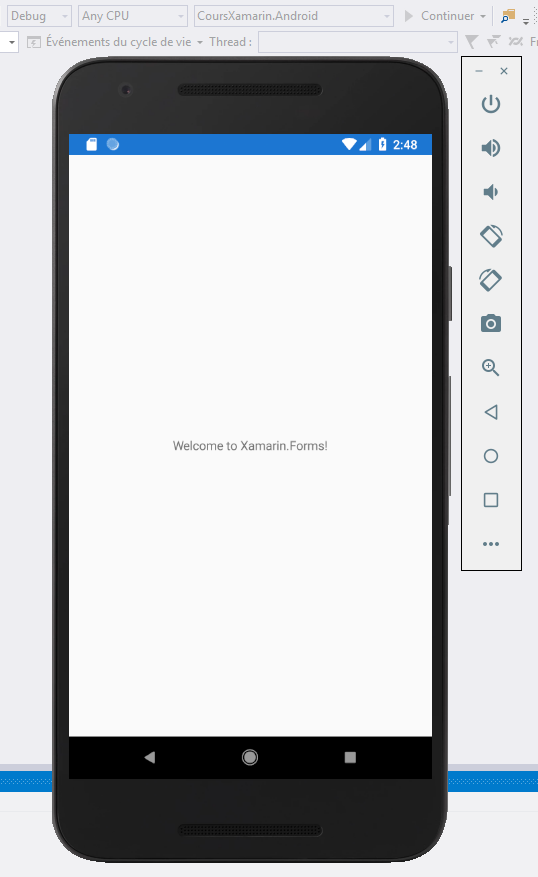 Debug Any CPU CoursXamarin.Android Continuer
Événements du cycle de vie Thread :
2:48
Welcome to Xamarin.Forms!